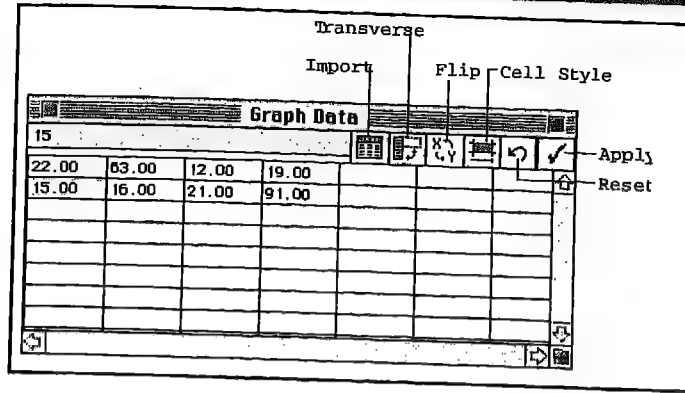 Transverse
Import Flip Cell Style
Graph Data
15
X Y
Apply
22.00 63.00 12.00 19.00
Reset
15.00 16.00 21.00 91.00